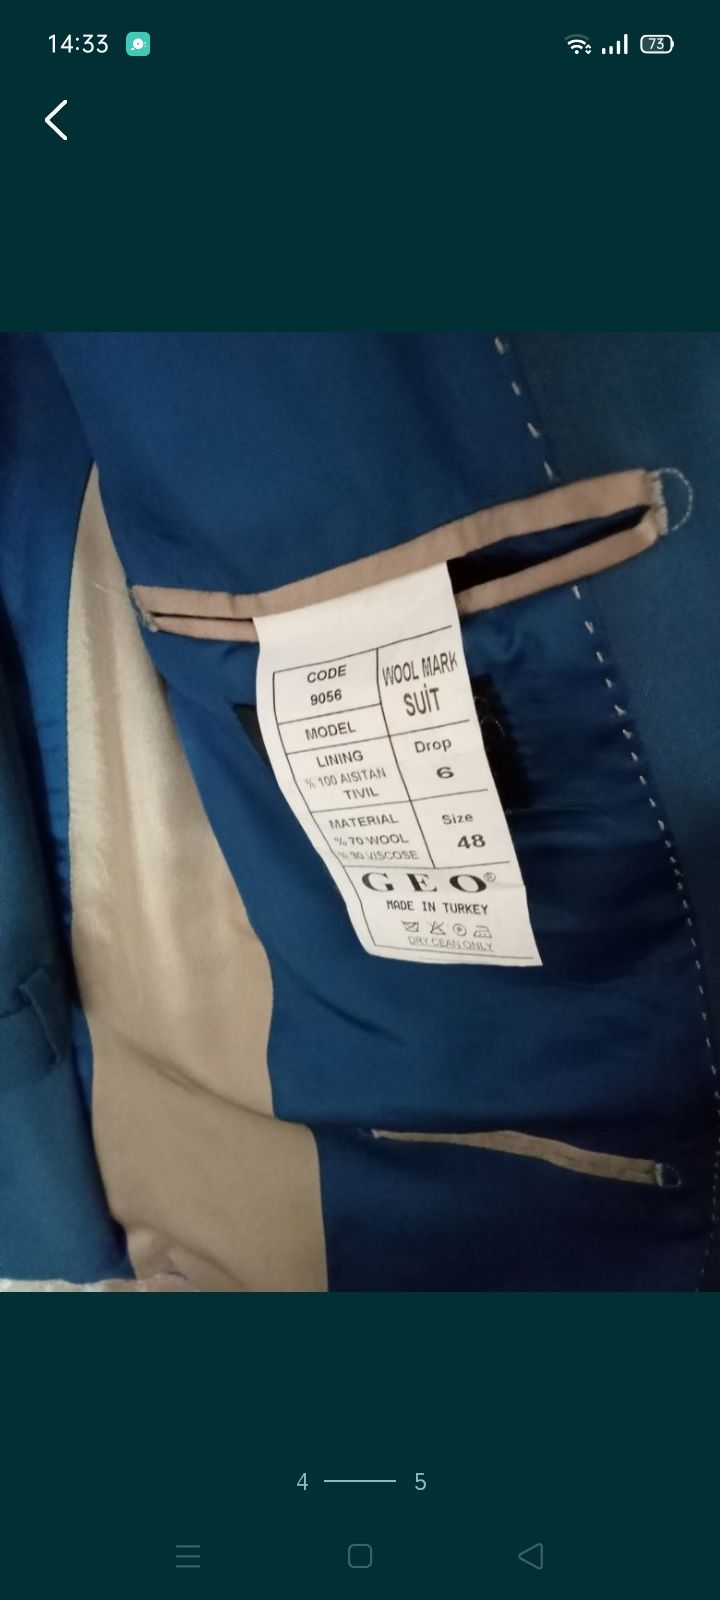 14:33
73
CODE
9056
WOOL MARK
SUİT
MODEL
LINING
% 100 AISITAN
TIVIL
Drop
6
MATERIAL
% 70 WOOL
% 30 VISCOSE
Size
48
GEO®
MADE IN TURKEY
DRY CEAN ONLY
4
5